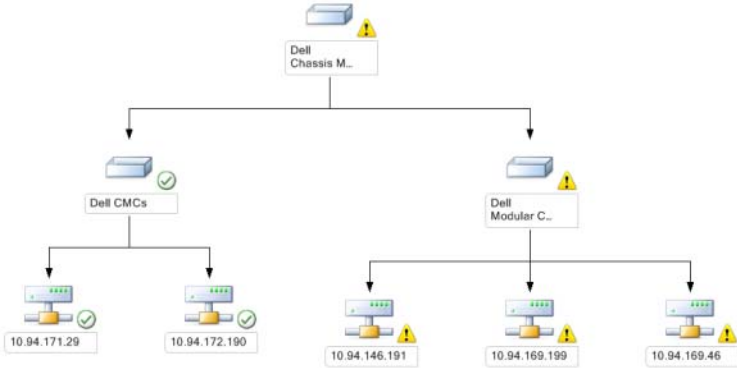 Dell
Chassis M...
Dell CMCs
Dell
Modular C...
10.94.171.29
10.94.172.190
10.94.146.191
10.94.169.199
10.94.169.46